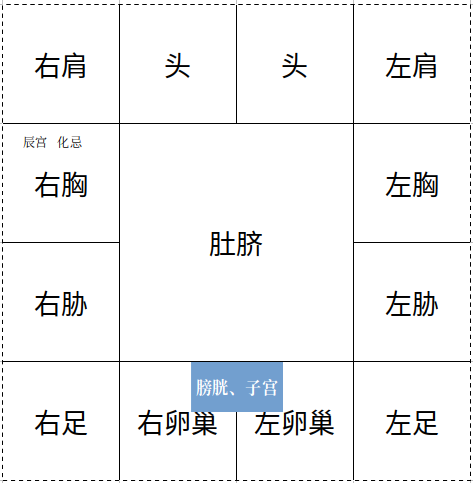 右肩 头 头 左肩
辰宫 化忌
右胸 左胸
肚脐
右胁 左胁
膀胱、子宫
右足 右卵巢 左卵巢 左足